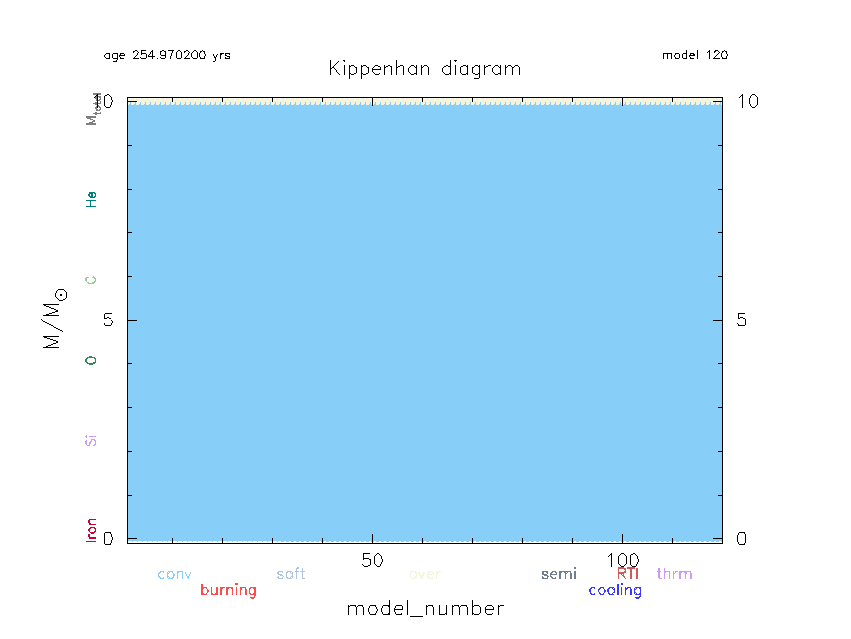 age 254.970200 yrs
model 120
Kippenhan diagram
M_total
10
10
He
C
M/M☉
5
5
O
Si
Iron
0
0
50
100
conv
soft
over
semi
RTI
thrm
burning
cooling
model_number